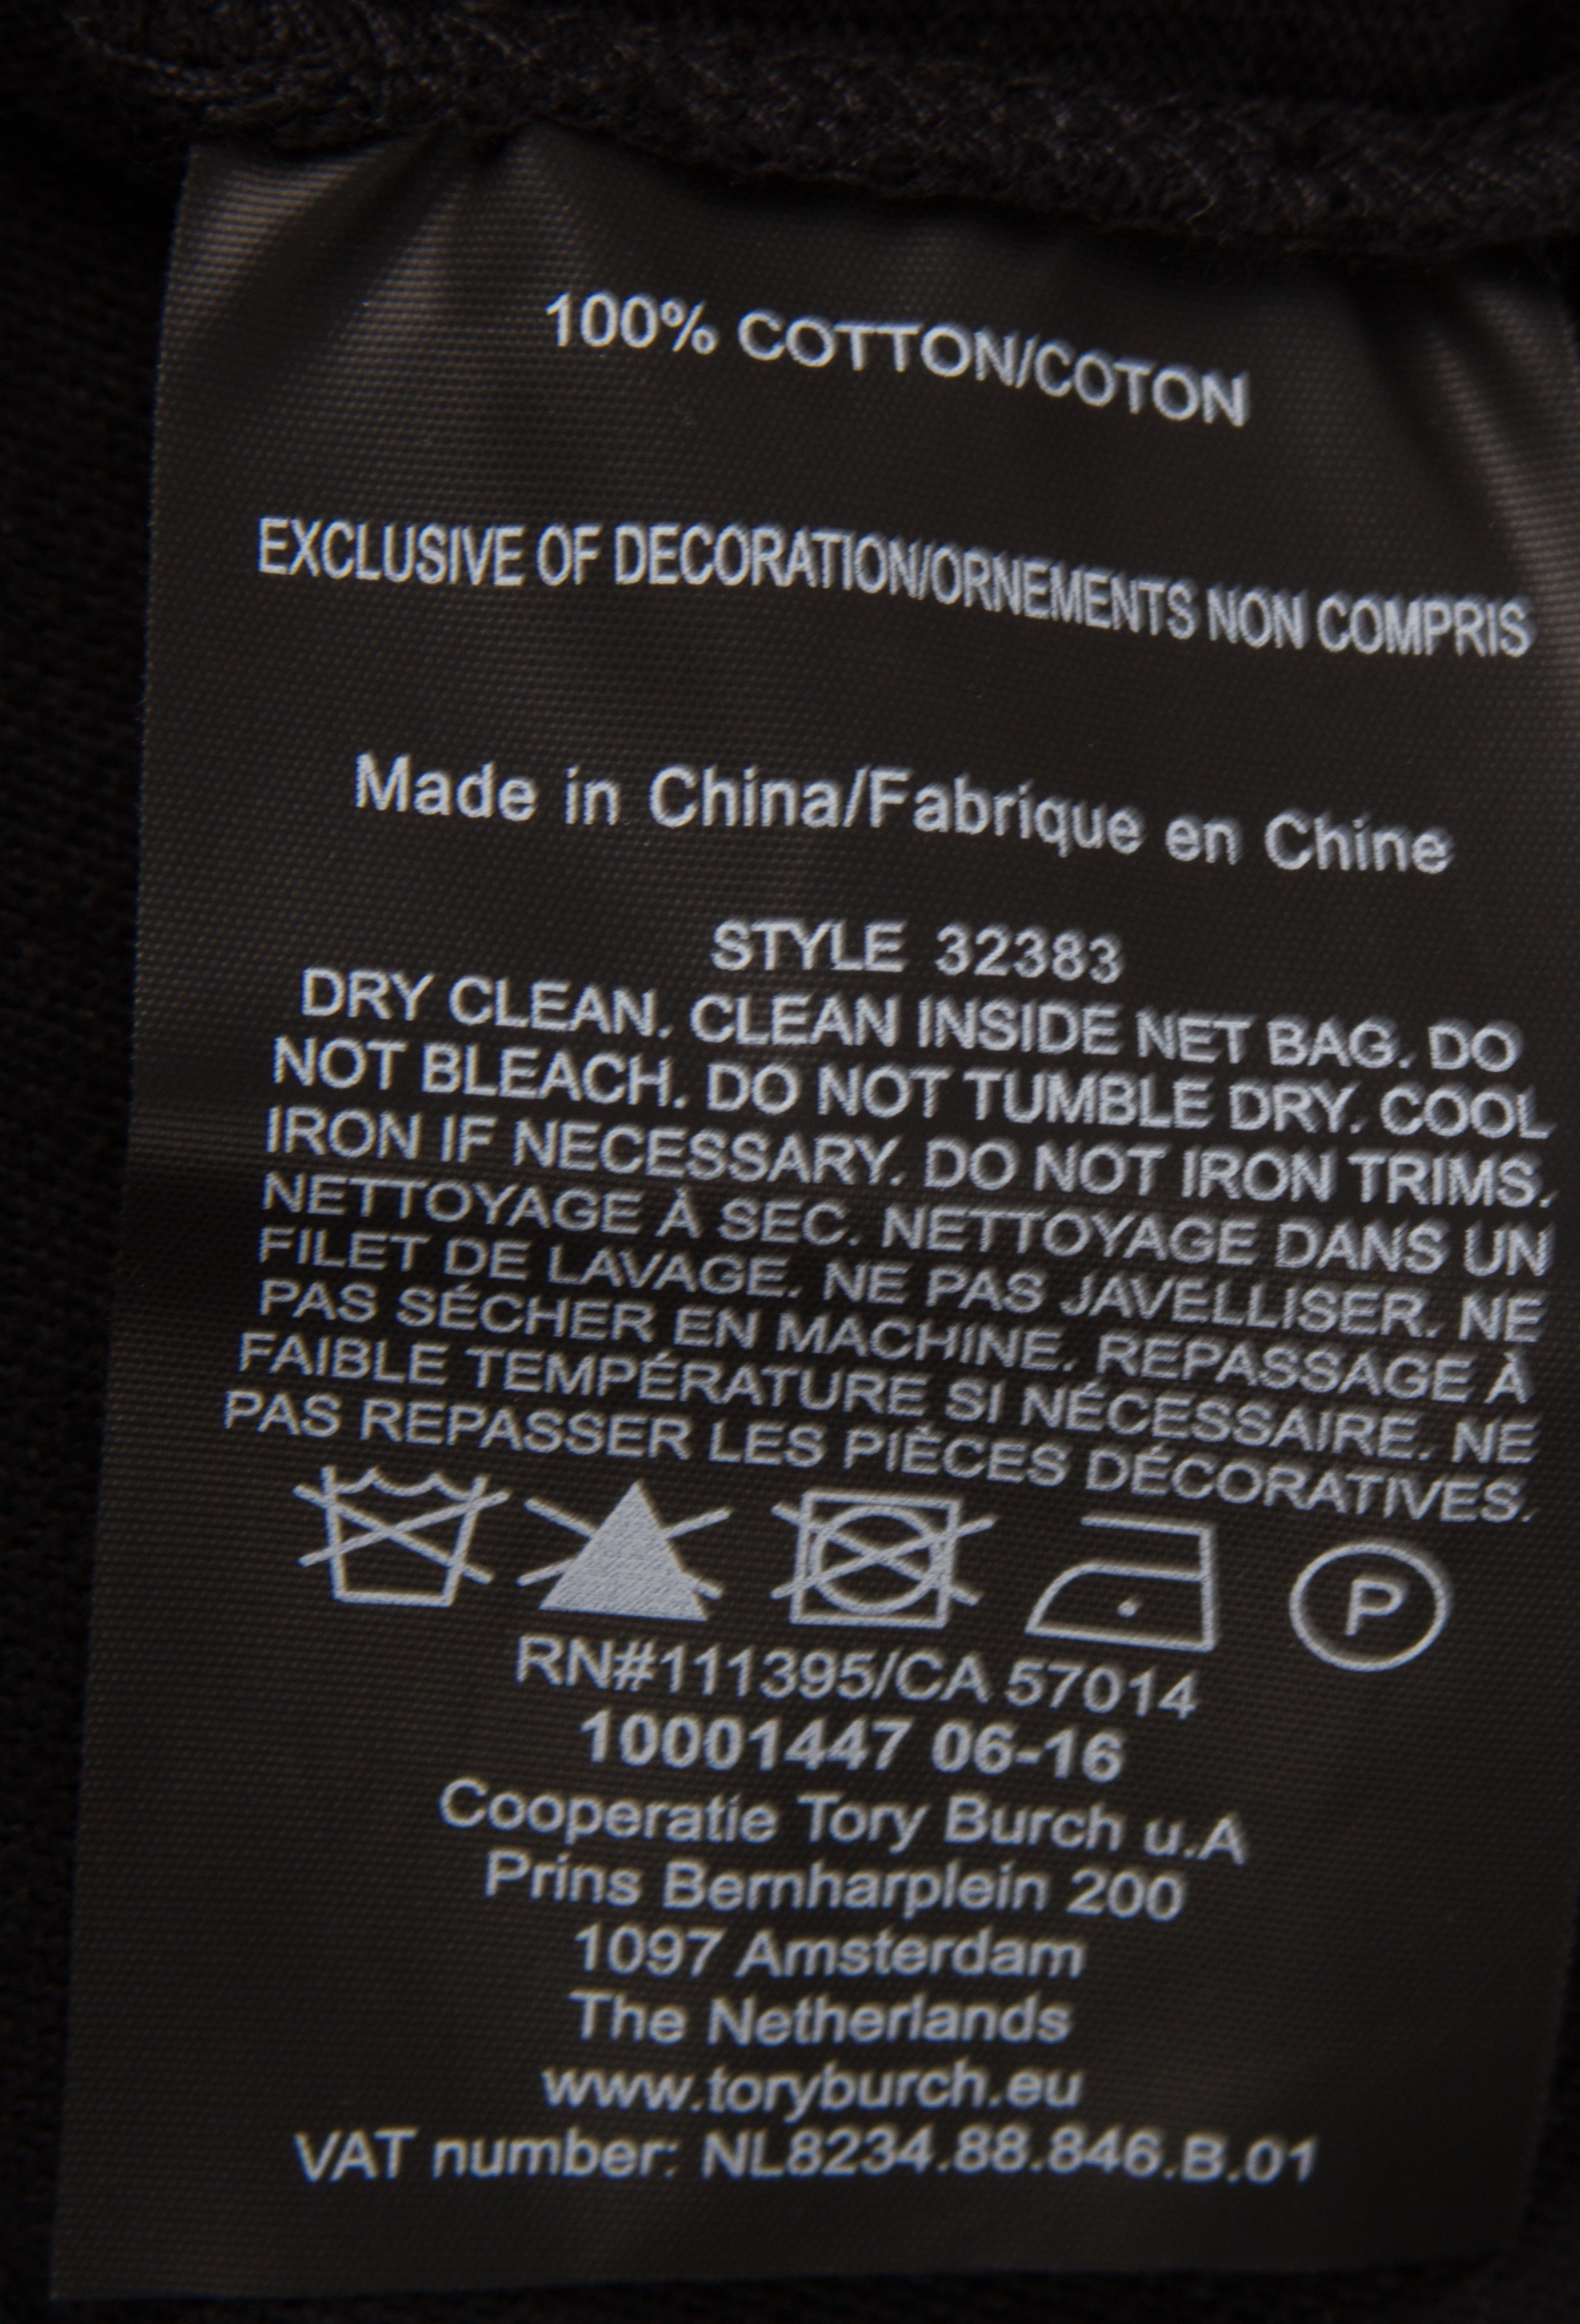 100% COTTON/COTON
EXCLUSIVE OF DECORATION/ORNEMENTS NON COMPRIS
Made in China/Fabrique en Chine
STYLE 32383
DRY CLEAN. CLEAN INSIDE NET BAG. DO
NOT BLEACH. DO NOT TUMBLE DRY. COOL
IRON IF NECESSARY. DO NOT IRON TRIMS.
NETTOYAGE À SEC. NETTOYAGE DANS UN
FILET DE LAVAGE. NE PAS JAVELLISER. NE
PAS SÉCHER EN MACHINE. REPASSAGE À
FAIBLE TEMPÉRATURE SI NÉCESSAIRE. NE
PAS REPASSER LES PIÈCES DÉCORATIVES.
P
RN#111395/CA 57014
10001447 06-16
Cooperatie Tory Burch u.A
Prins Bernharplein 200
1097 Amsterdam
The Netherlands
www.toryburch.eu
VAT number: NL8234.88.846.B.01